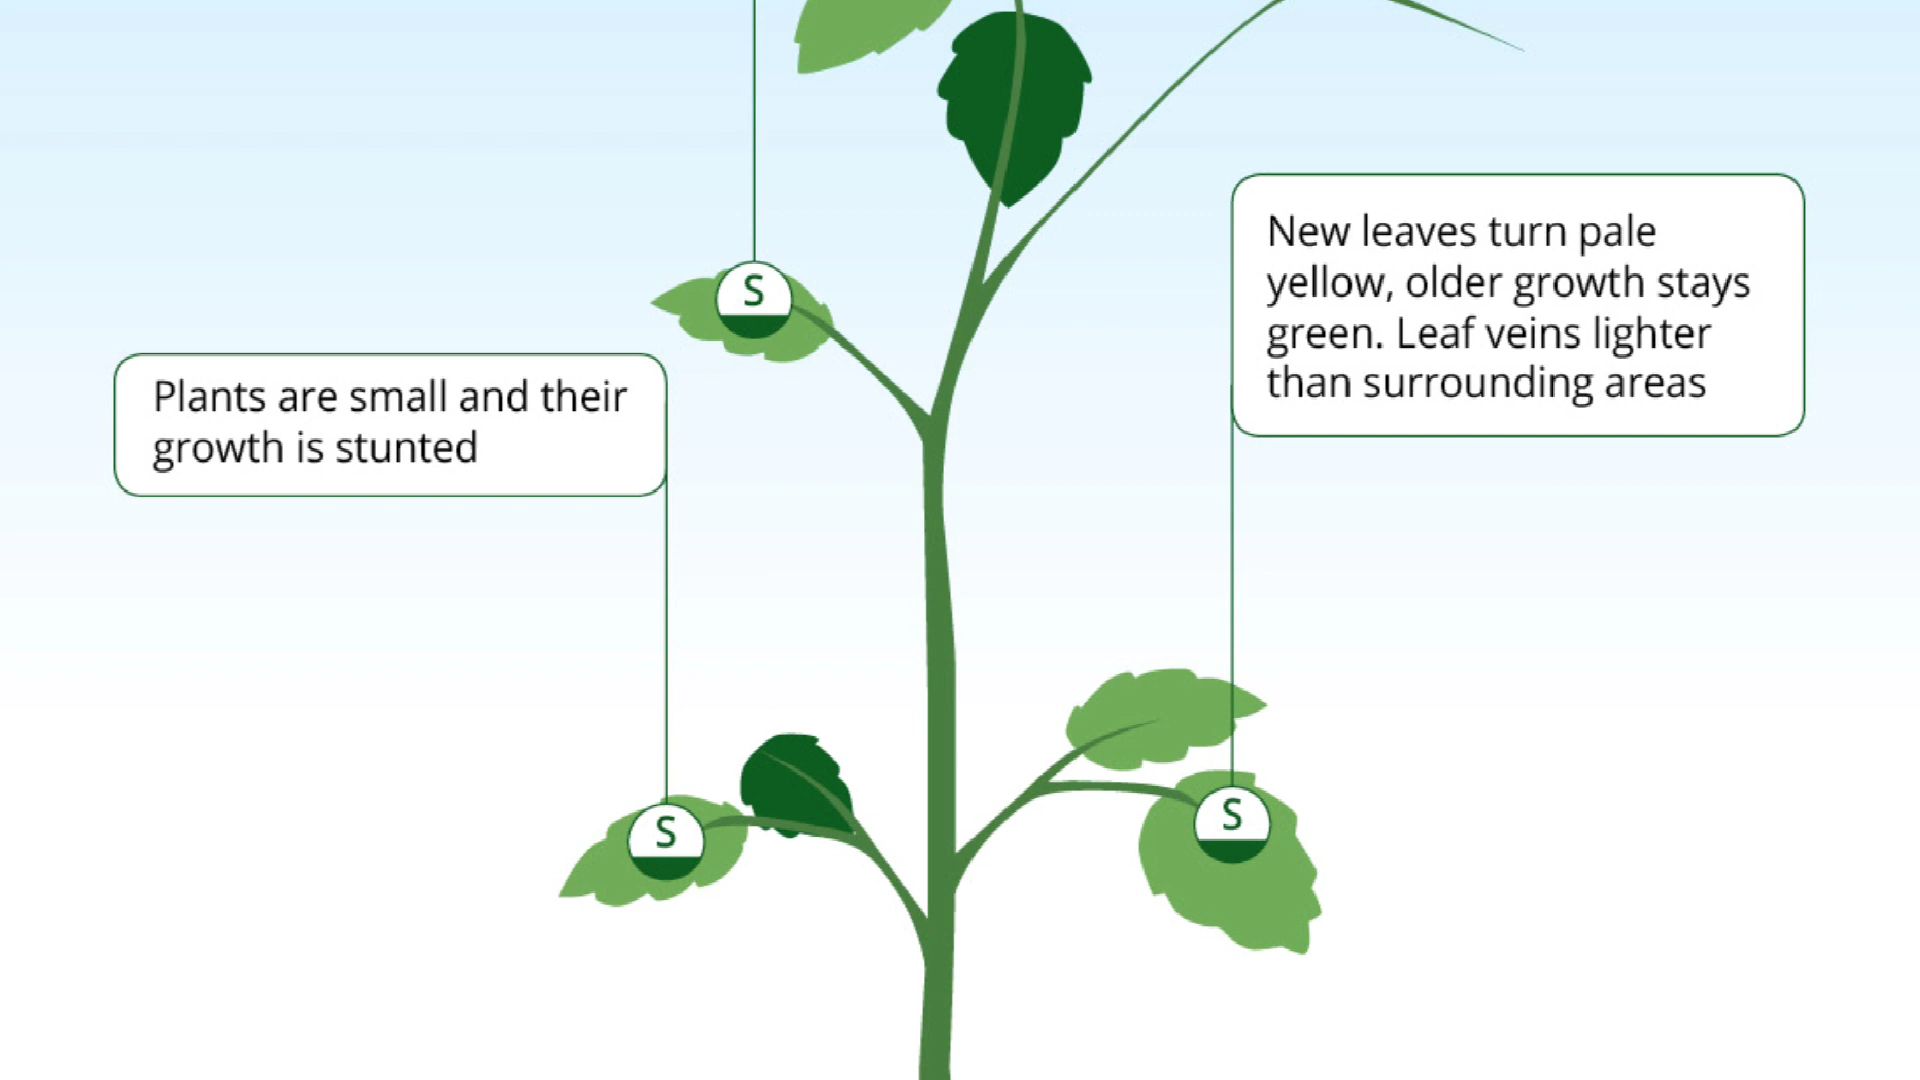 S
Plants are small and their
growth is stunted
New leaves turn pale
yellow, older growth stays
green. Leaf veins lighter
than surrounding areas
S
S